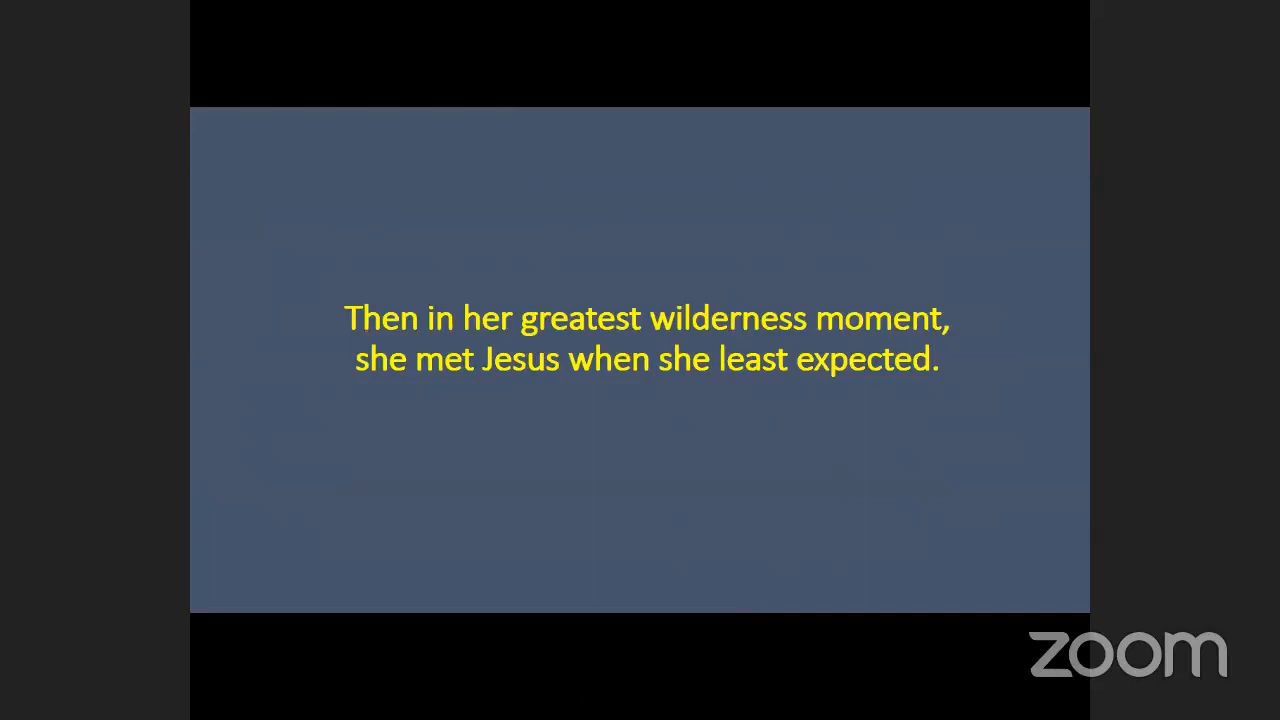 Then in her greatest wilderness moment,
she met Jesus when she least expected.
zoom